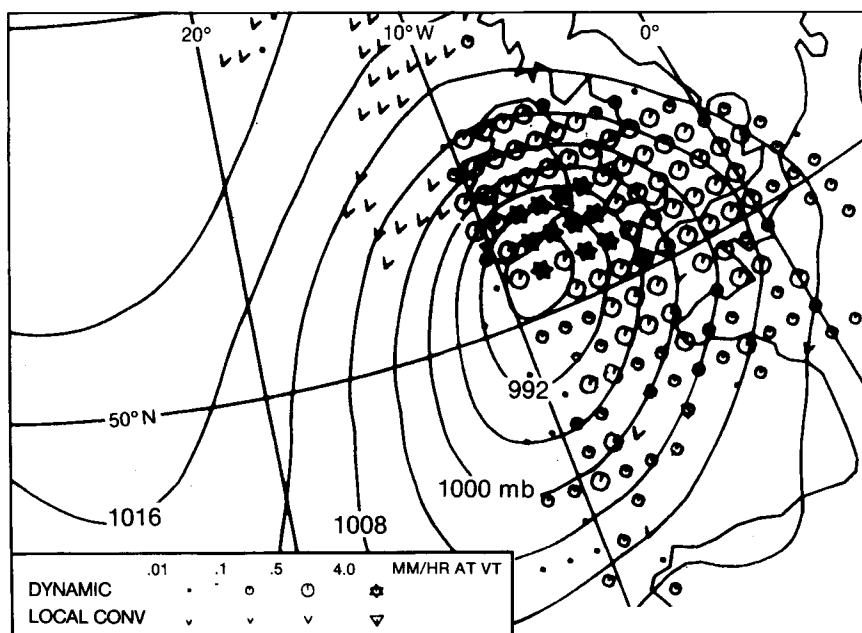 20° 10°W 0°
992
50°N
1000 mb
1016
1008
.01 .1 .5 4.0 MM/HR AT VT
DYNAMIC
LOCAL CONV